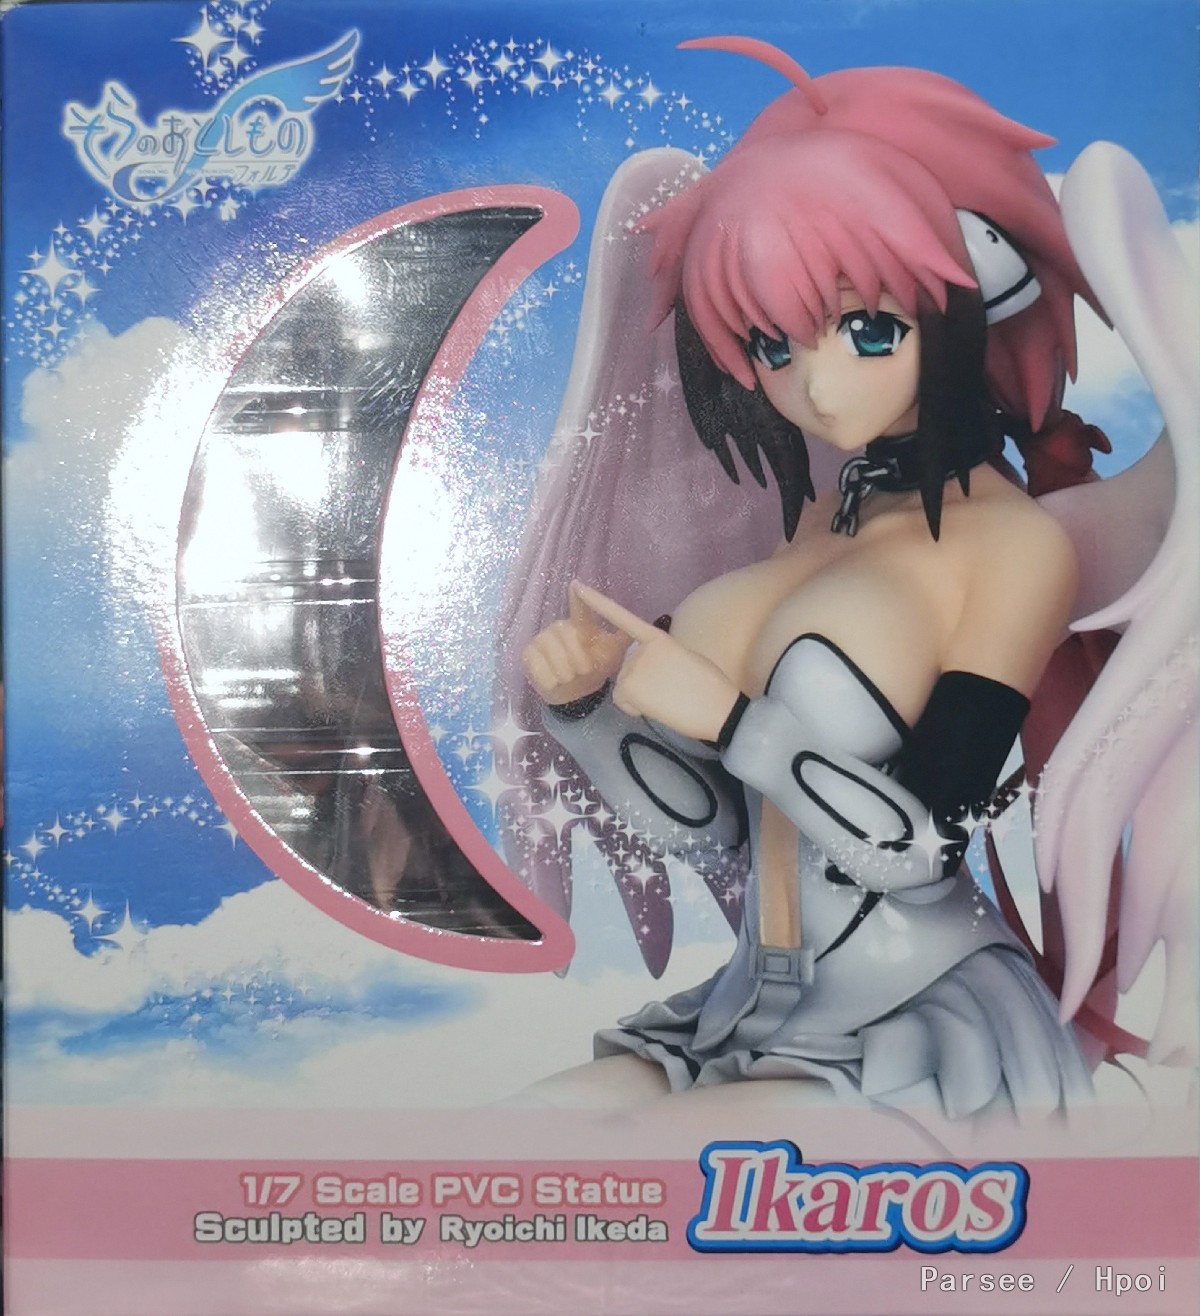 そらのおとしもの
フォルテ
1/7 Scale PVC Statue
Sculpted by Ryoichi Ikeda
Ikaros
Parsee / Hpoi